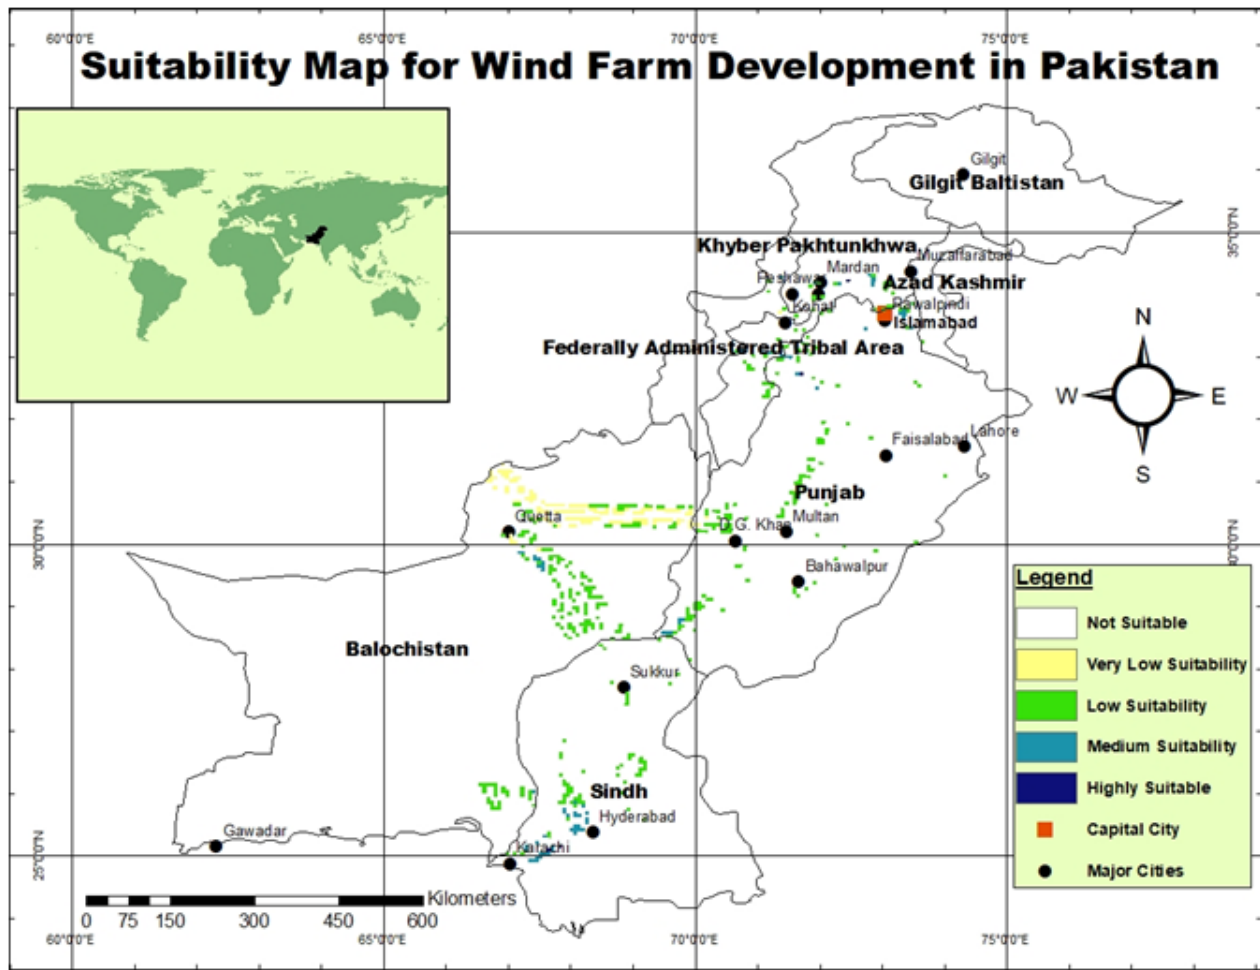 60°0'0"E
65°0'0"E
70°0'0"E
75°0'0"E
Suitability Map for Wind Farm Development in Pakistan
Gilgit
Gilgit Baltistan
35°0'0"N
Khyber Pakhtunkhwa
Muzaffarabad
Mardan
Peshawar
Azad Kashmir
Kohat
Rawalpindi
Islamabad
Federally Administered Tribal Area
N
W
E
S
Faisalabad
Lahore
Punjab
Quetta
D.G. Khan
Multan
30°0'0"N
Bahawalpur
Balochistan
Sukkur
Sindh
Hyderabad
Gawadar
Karachi
25°0'0"N
Legend
Not Suitable
Very Low Suitability
Low Suitability
Medium Suitability
Highly Suitable
Capital City
Major Cities
Kilometers
0 75 150 300 450 600
60°0'0"E
65°0'0"E
70°0'0"E
75°0'0"E